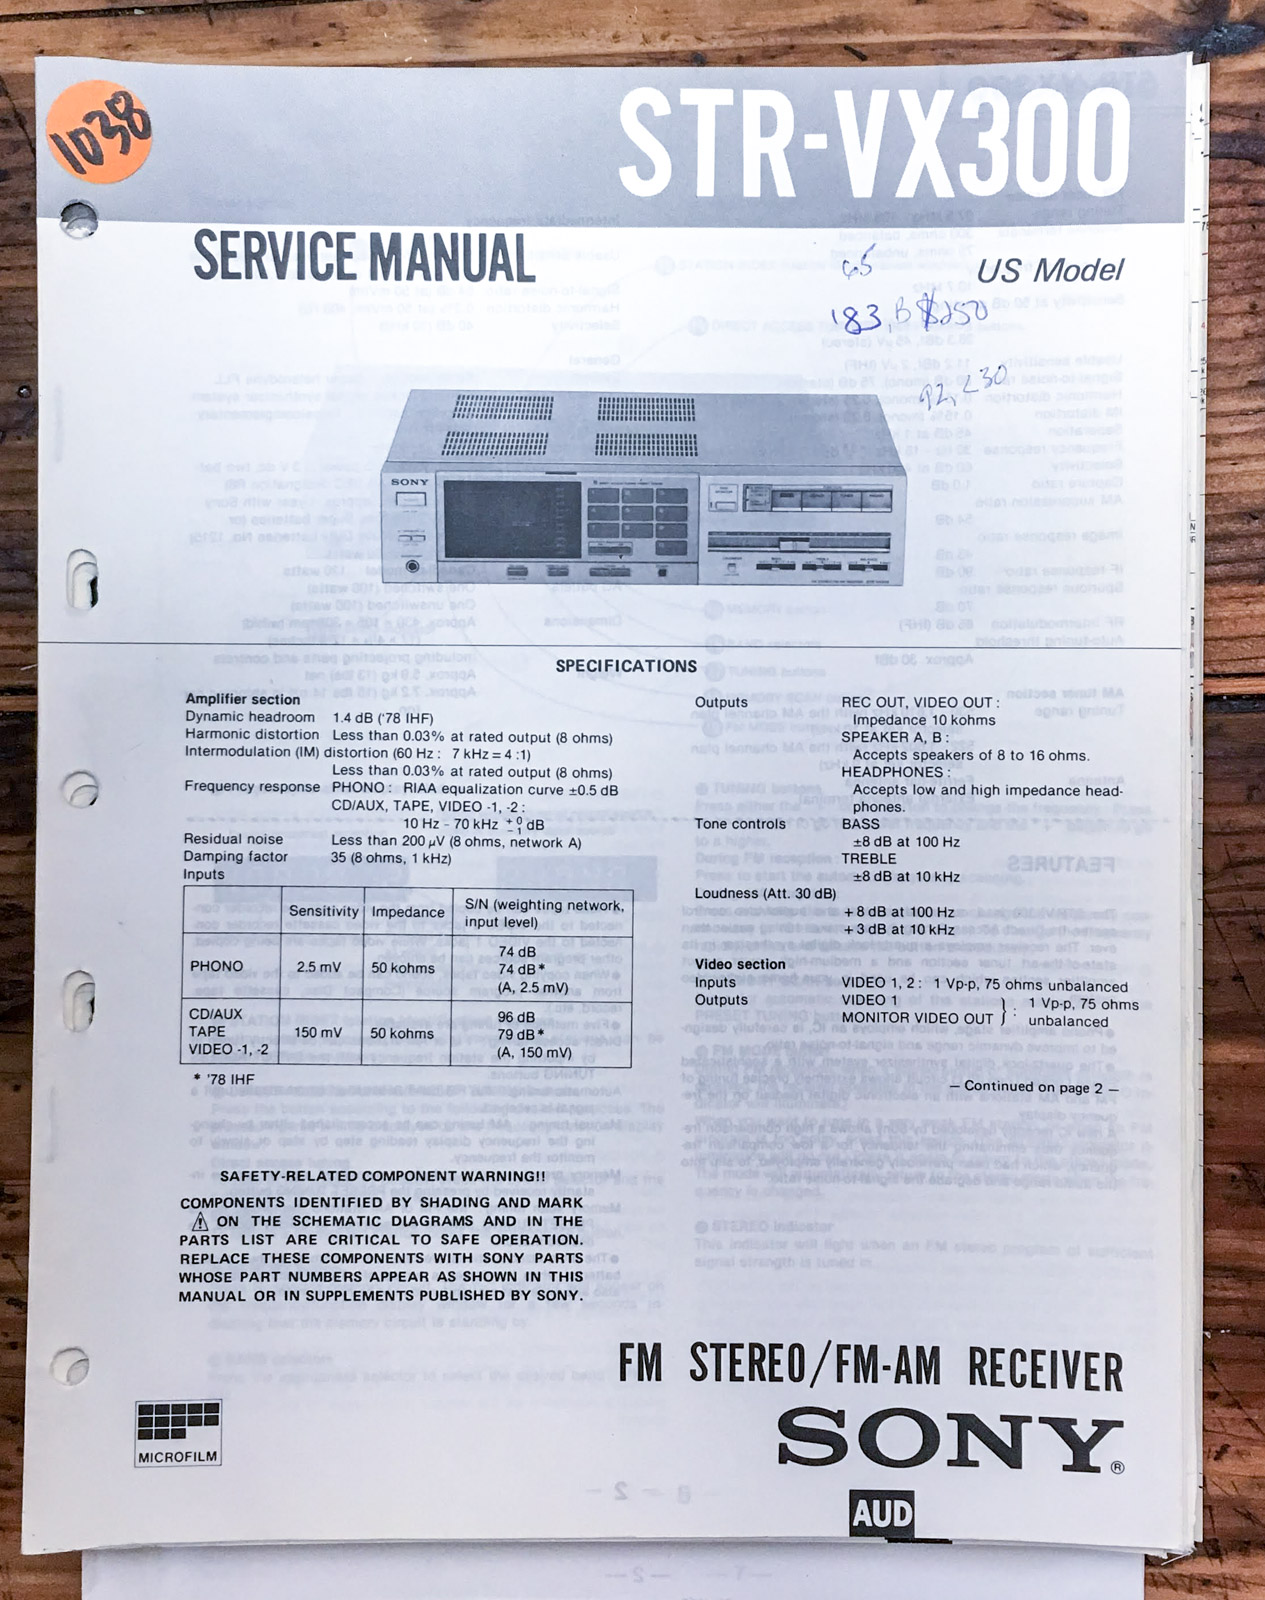 1038
STR-VX300
SERVICE MANUAL
US Model
65
183, B $250
SONY
SPECIFICATIONS
Amplifier section
Dynamic headroom 1.4 dB ('78 IHF)
Harmonic distortion Less than 0.03% at rated output (8 ohms)
Intermodulation (IM) distortion (60 Hz : 7 kHz = 4 :1)
Less than 0.03% at rated output (8 ohms)
Frequency response PHONO : RIAA equalization curve ±0.5 dB
CD/AUX, TAPE, VIDEO -1, -2 :
10 Hz - 70 kHz +0 −1 dB
Residual noise Less than 200 µV (8 ohms, network A)
Damping factor 35 (8 ohms, 1 kHz)
Inputs
Sensitivity Impedance S/N (weighting network, input level)
PHONO 2.5 mV 50 kohms 74 dB
74 dB*
(A, 2.5 mV)
CD/AUX 96 dB
TAPE 150 mV 50 kohms 79 dB*
VIDEO -1, -2 (A, 150 mV)
* '78 IHF
Outputs REC OUT, VIDEO OUT :
Impedance 10 kohms
SPEAKER A, B :
Accepts speakers of 8 to 16 ohms.
HEADPHONES :
Accepts low and high impedance head-
phones.
Tone controls BASS
±8 dB at 100 Hz
TREBLE
±8 dB at 10 kHz
Loudness (Att. 30 dB)
+ 8 dB at 100 Hz
+ 3 dB at 10 kHz
Video section
Inputs VIDEO 1, 2 : 1 Vp-p, 75 ohms unbalanced
Outputs VIDEO 1
MONITOR VIDEO OUT } : 1 Vp-p, 75 ohms
unbalanced
— Continued on page 2 —
SAFETY-RELATED COMPONENT WARNING!!
COMPONENTS IDENTIFIED BY SHADING AND MARK
⚠ ON THE SCHEMATIC DIAGRAMS AND IN THE
PARTS LIST ARE CRITICAL TO SAFE OPERATION.
REPLACE THESE COMPONENTS WITH SONY PARTS
WHOSE PART NUMBERS APPEAR AS SHOWN IN THIS
MANUAL OR IN SUPPLEMENTS PUBLISHED BY SONY.
FM STEREO/FM-AM RECEIVER
SONY®
MICROFILM
AUD